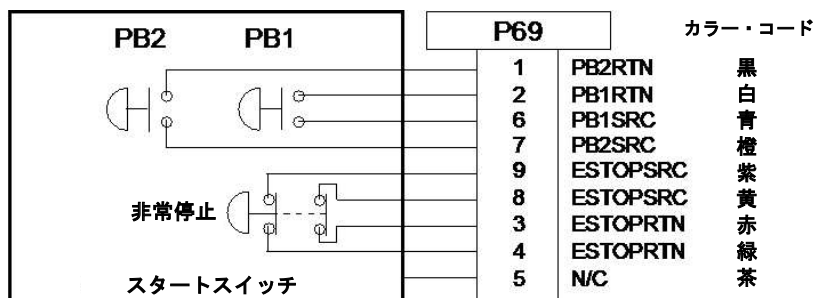 PB2 PB1 P69 カラー・コード
1 PB2RTN 黒
2 PB1RTN 白
6 PB1SRC 青
7 PB2SRC 橙
9 ESTOPSRC 紫
8 ESTOPSRC 黄
非常停止 3 ESTOPRTN 赤
4 ESTOPRTN 緑
スタートスイッチ 5 N/C 茶